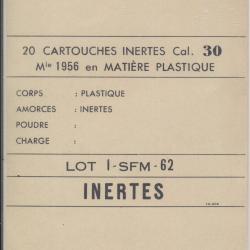 20 CARTOUCHES INERTES Cal. 30
Mle 1956 en MATIÈRE PLASTIQUE
CORPS : PLASTIQUE
AMORCES : INERTES
POUDRE :
CHARGE :
LOT 1-SFM-62
INERTES